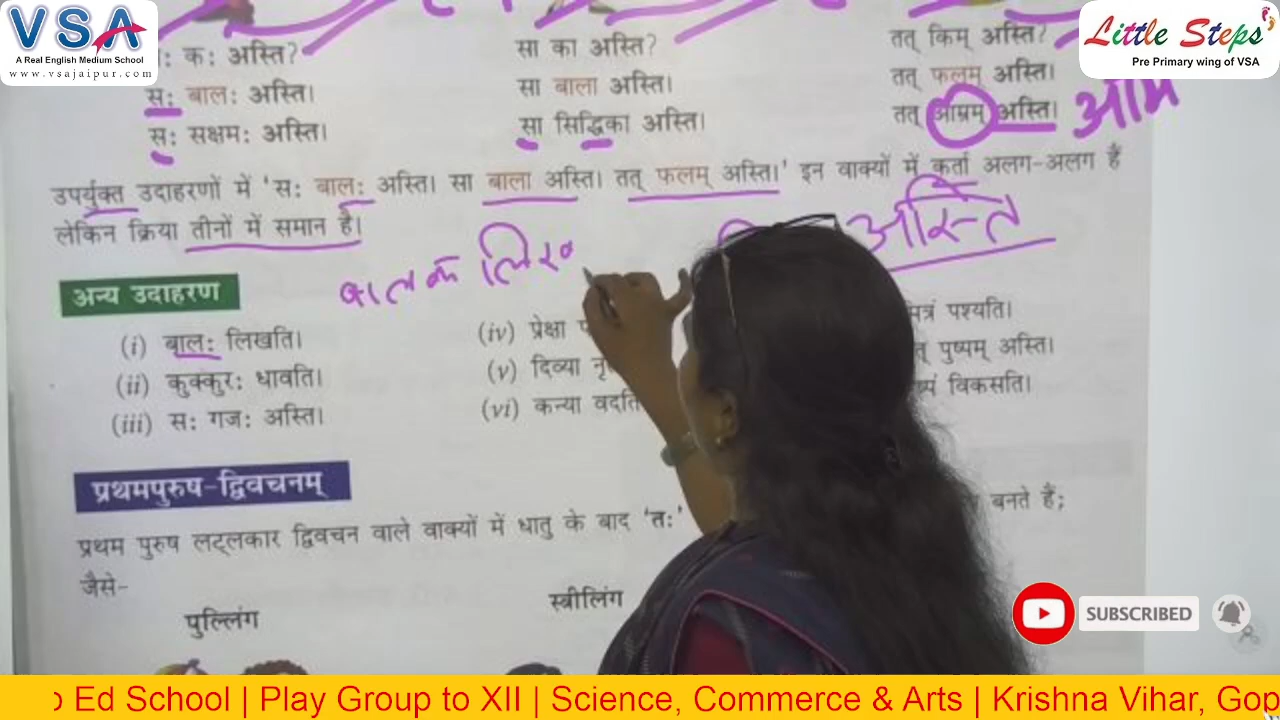 VSA
A Real English Medium School
www.vsajaipur.com
Little Steps
Pre Primary wing of VSA
कः अस्ति?
सा का अस्ति?
तत् किम् अस्ति?
सः बालः अस्ति।
सा बाला अस्ति।
तत् फलम् अस्ति।
सः सक्षमः अस्ति।
सा सिद्धिका अस्ति।
तत् आम्रम् अस्ति।
आम
उपर्युक्त उदाहरणों में 'सः बालः अस्ति। सा बाला अस्ति। तत् फलम् अस्ति।' इन वाक्यों में कर्ता अलग-अलग हैं
लेकिन क्रिया तीनों में समान है।
अस्ति
बालक लिख
अन्य उदाहरण
(i) बालः लिखति।
(iv) प्रेक्षा
मित्रं पश्यति।
(ii) कुक्कुरः धावति।
(v) दिव्या
पुष्पम् अस्ति।
(iii) सः गजः अस्ति।
(vi) कन्या वदति
विकसति।
प्रथमपुरुष-द्विवचनम्
प्रथम पुरुष लट्लकार द्विवचन वाले वाक्यों में धातु के बाद 'तः'
बनते हैं;
जैसे-
पुल्लिंग
स्त्रीलिंग
SUBSCRIBED
Ed School | Play Group to XII | Science, Commerce & Arts | Krishna Vihar, Gop